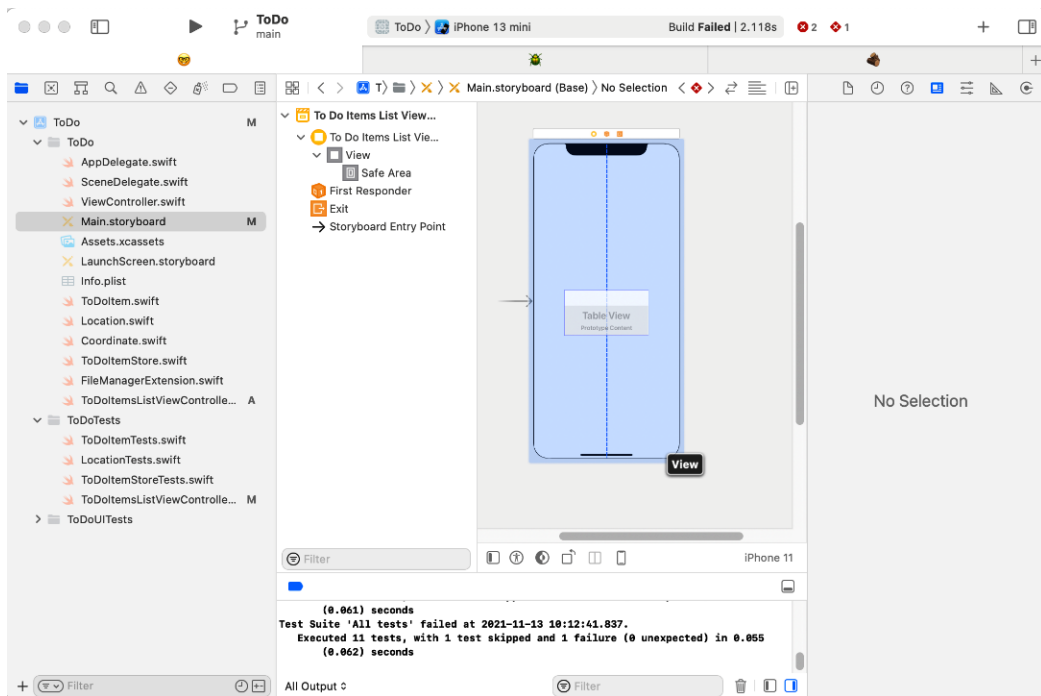 ToDo
main
ToDo
iPhone 13 mini
Build Failed | 2.118s
2
1
T
Main.storyboard (Base)
No Selection
ToDo M
ToDo
AppDelegate.swift
SceneDelegate.swift
ViewController.swift
Main.storyboard M
Assets.xcassets
LaunchScreen.storyboard
Info.plist
ToDoItem.swift
Location.swift
Coordinate.swift
ToDoItemStore.swift
FileManagerExtension.swift
ToDoItemsListViewControlle... A
ToDoTests
ToDoItemTests.swift
LocationTests.swift
ToDoItemStoreTests.swift
ToDoItemsListViewControlle... M
ToDoUITests
Filter
To Do Items List View...
To Do Items List Vie...
View
Safe Area
First Responder
Exit
Storyboard Entry Point
Filter
Table View
Prototype Content
View
iPhone 11
No Selection
(0.061) seconds
Test Suite 'All tests' failed at 2021-11-13 10:12:41.837.
Executed 11 tests, with 1 test skipped and 1 failure (0 unexpected) in 0.055
(0.062) seconds
All Output
Filter